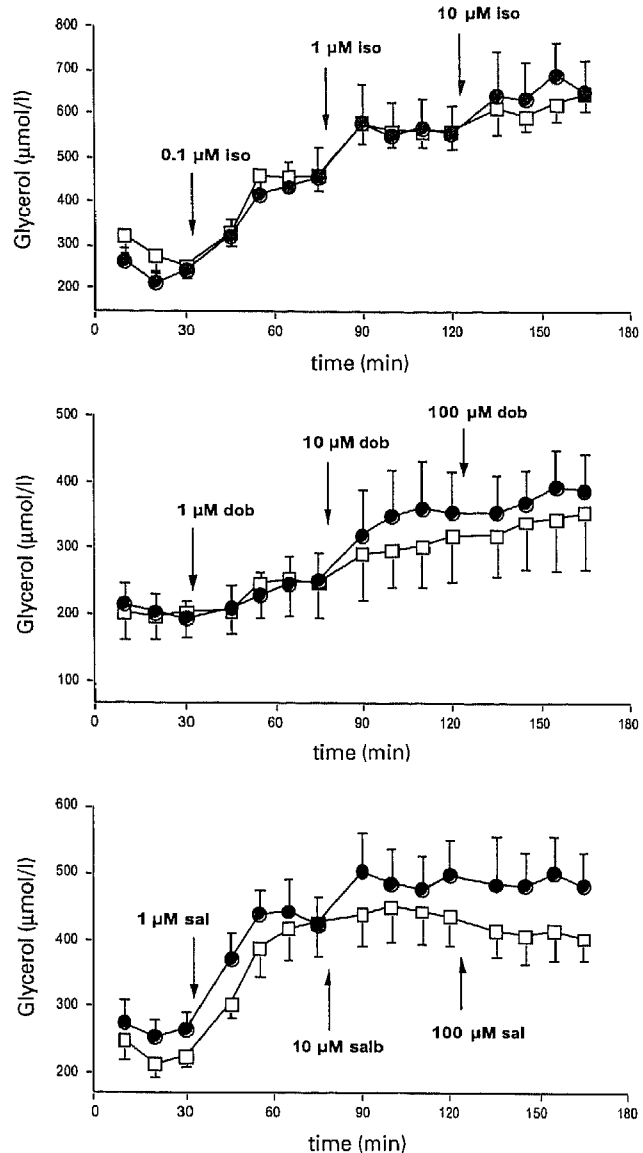 800
10 µM iso
700
1 µM iso
600
500
0.1 µM iso
400
300
200
Glycerol (µmol/l)
0 30 60 90 120 150 180
time (min)
500
100 µM dob
10 µM dob
400
1 µM dob
300
200
100
Glycerol (µmol/l)
0 30 60 90 120 150 180
time (min)
600
500
1 µM sal
400
300
10 µM salb
100 µM sal
200
Glycerol (µmol/l)
0 30 60 90 120 150 180
time (min)